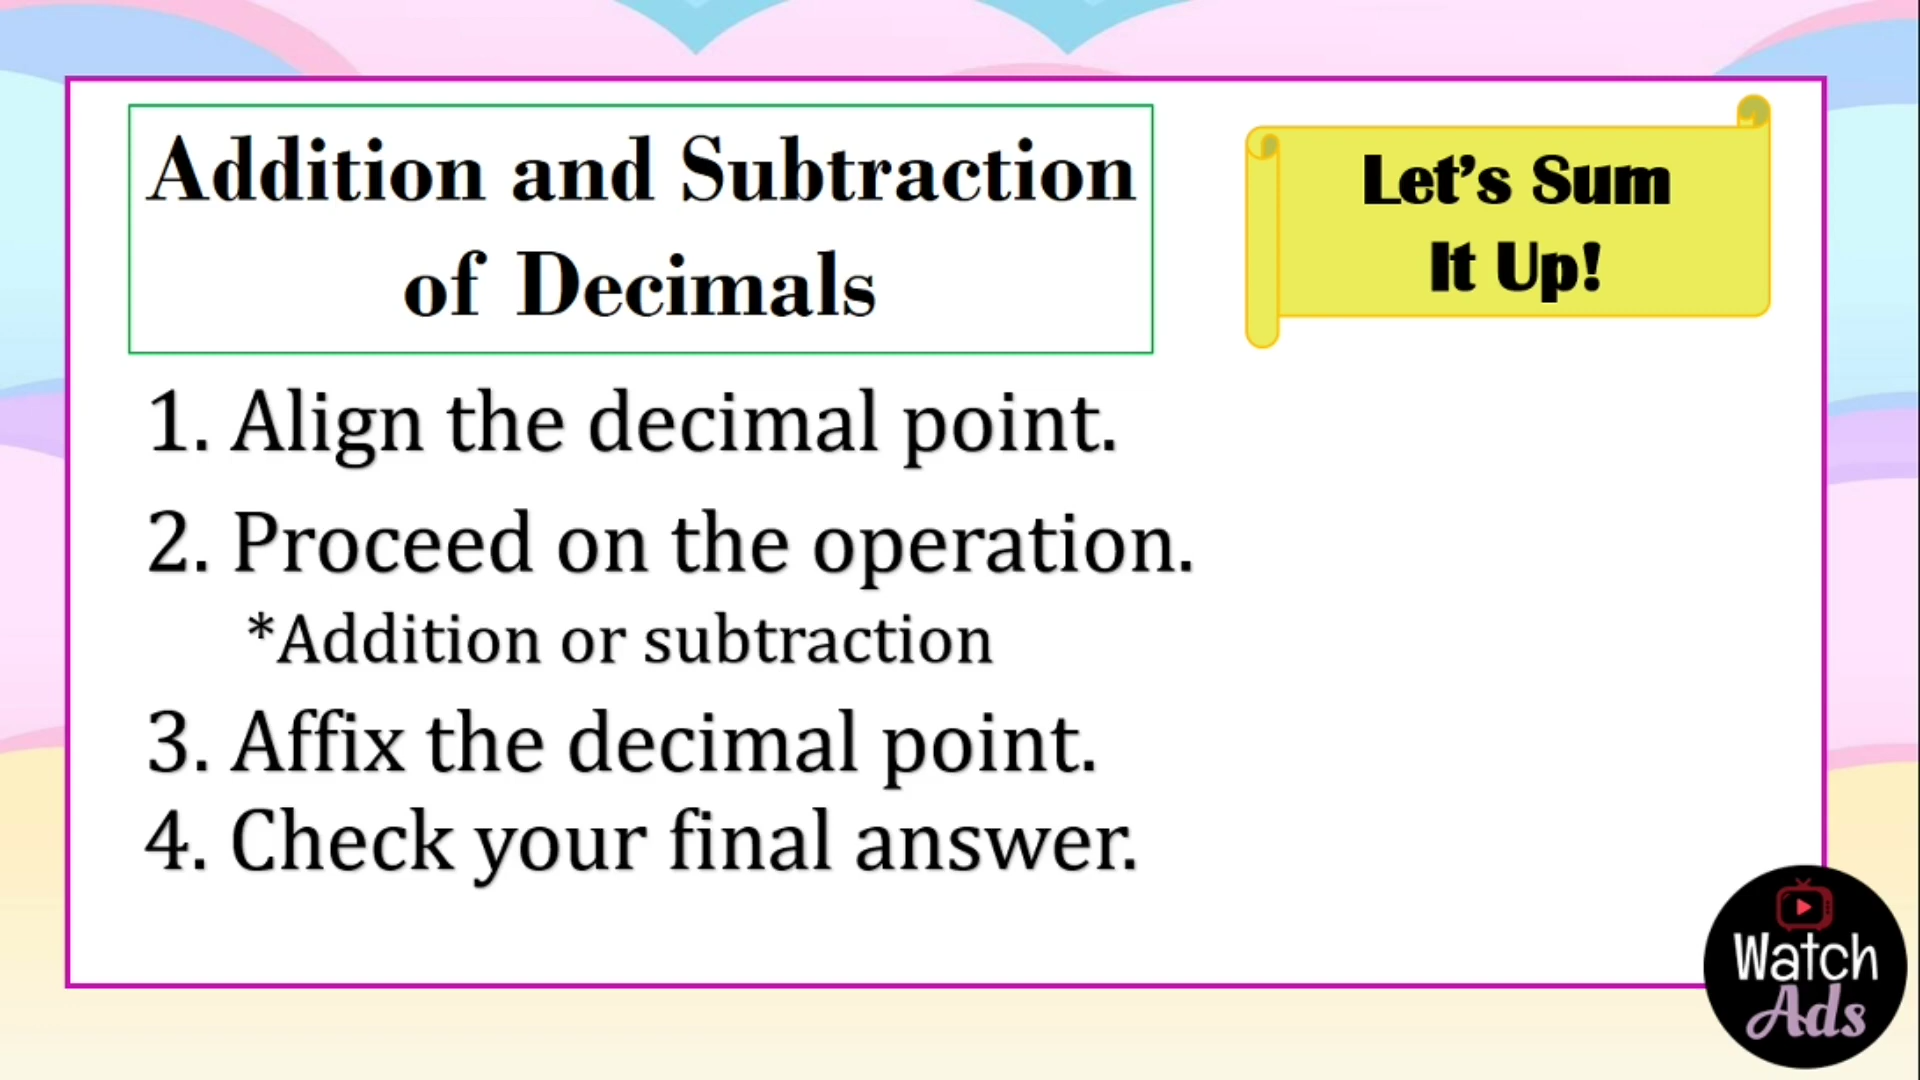 Addition and Subtraction
of Decimals
Let's Sum
It Up!
1. Align the decimal point.
2. Proceed on the operation.
*Addition or subtraction
3. Affix the decimal point.
4. Check your final answer.
Watch
Ads